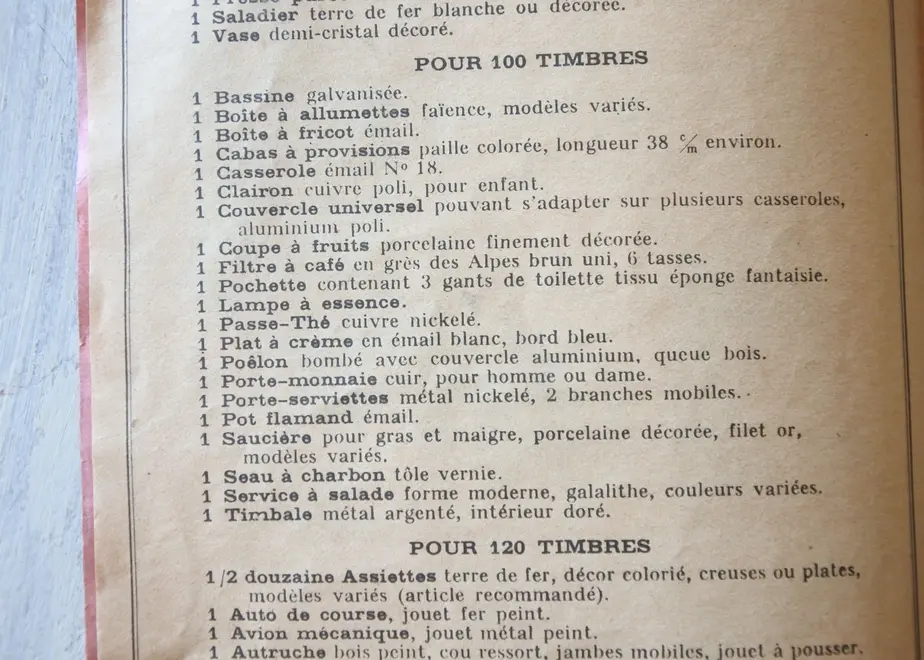 1 Saladier terre de fer blanche ou décorée.
1 Vase demi-cristal décoré.
POUR 100 TIMBRES
1 Bassine galvanisée.
1 Boîte à allumettes faïence, modèles variés.
1 Boîte à fricot émail.
1 Cabas à provisions paille colorée, longueur 38 c/m environ.
1 Casserole émail Nº 18.
1 Clairon cuivre poli, pour enfant.
1 Couvercle universel pouvant s'adapter sur plusieurs casseroles,
aluminium poli.
1 Coupe à fruits porcelaine finement décorée.
1 Filtre à café en grès des Alpes brun uni, 6 tasses.
1 Pochette contenant 3 gants de toilette tissu éponge fantaisie.
1 Lampe à essence.
1 Passe-Thé cuivre nickelé.
1 Plat à crème en émail blanc, bord bleu.
1 Poêlon bombé avec couvercle aluminium, queue bois.
1 Porte-monnaie cuir, pour homme ou dame.
1 Porte-serviettes métal nickelé, 2 branches mobiles.
1 Pot flamand émail.
1 Saucière pour gras et maigre, porcelaine décorée, filet or,
modèles variés.
1 Seau à charbon tôle vernie.
1 Service à salade forme moderne, galalithe, couleurs variées.
1 Timbale métal argenté, intérieur doré.
POUR 120 TIMBRES
1/2 douzaine Assiettes terre de fer, décor colorié, creuses ou plates,
modèles variés (article recommandé).
1 Auto de course, jouet fer peint.
1 Avion mécanique, jouet métal peint.
1 Autruche bois peint, cou ressort, jambes mobiles, jouet à pousser.